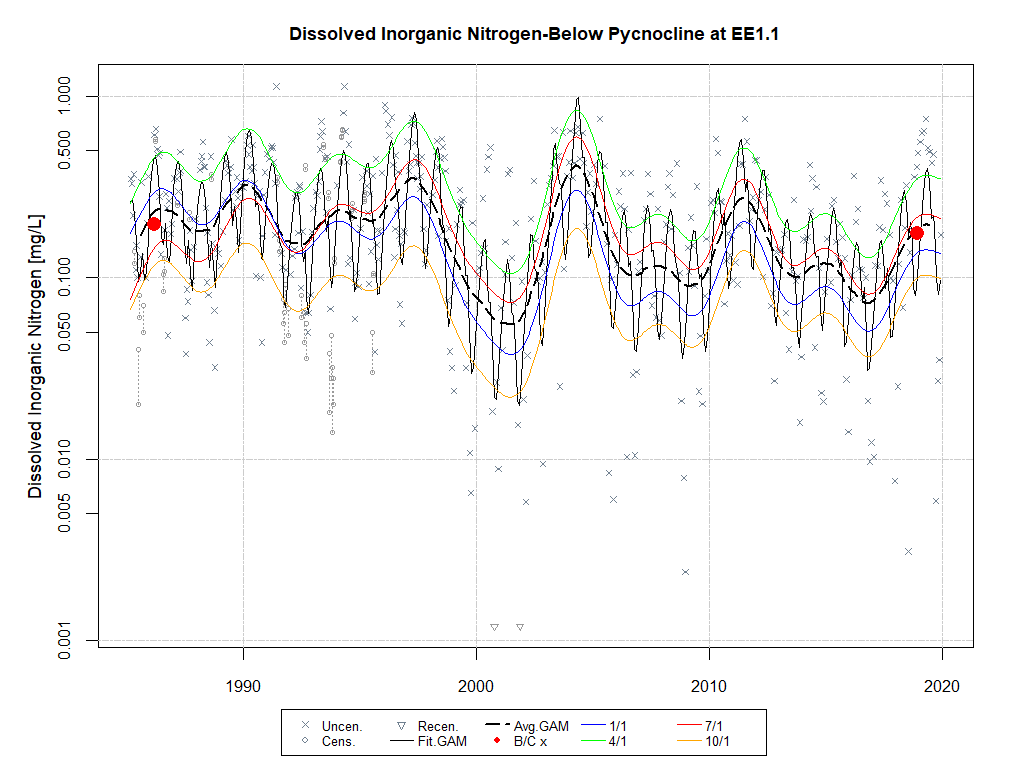 Dissolved Inorganic Nitrogen-Below Pycnocline at EE1.1
Dissolved Inorganic Nitrogen [mg/L]
1.000
0.500
0.100
0.050
0.010
0.005
0.001
1990 2000 2010 2020
Uncen. Recen. Avg.GAM 1/1 7/1
Cens. Fit.GAM B/C x 4/1 10/1